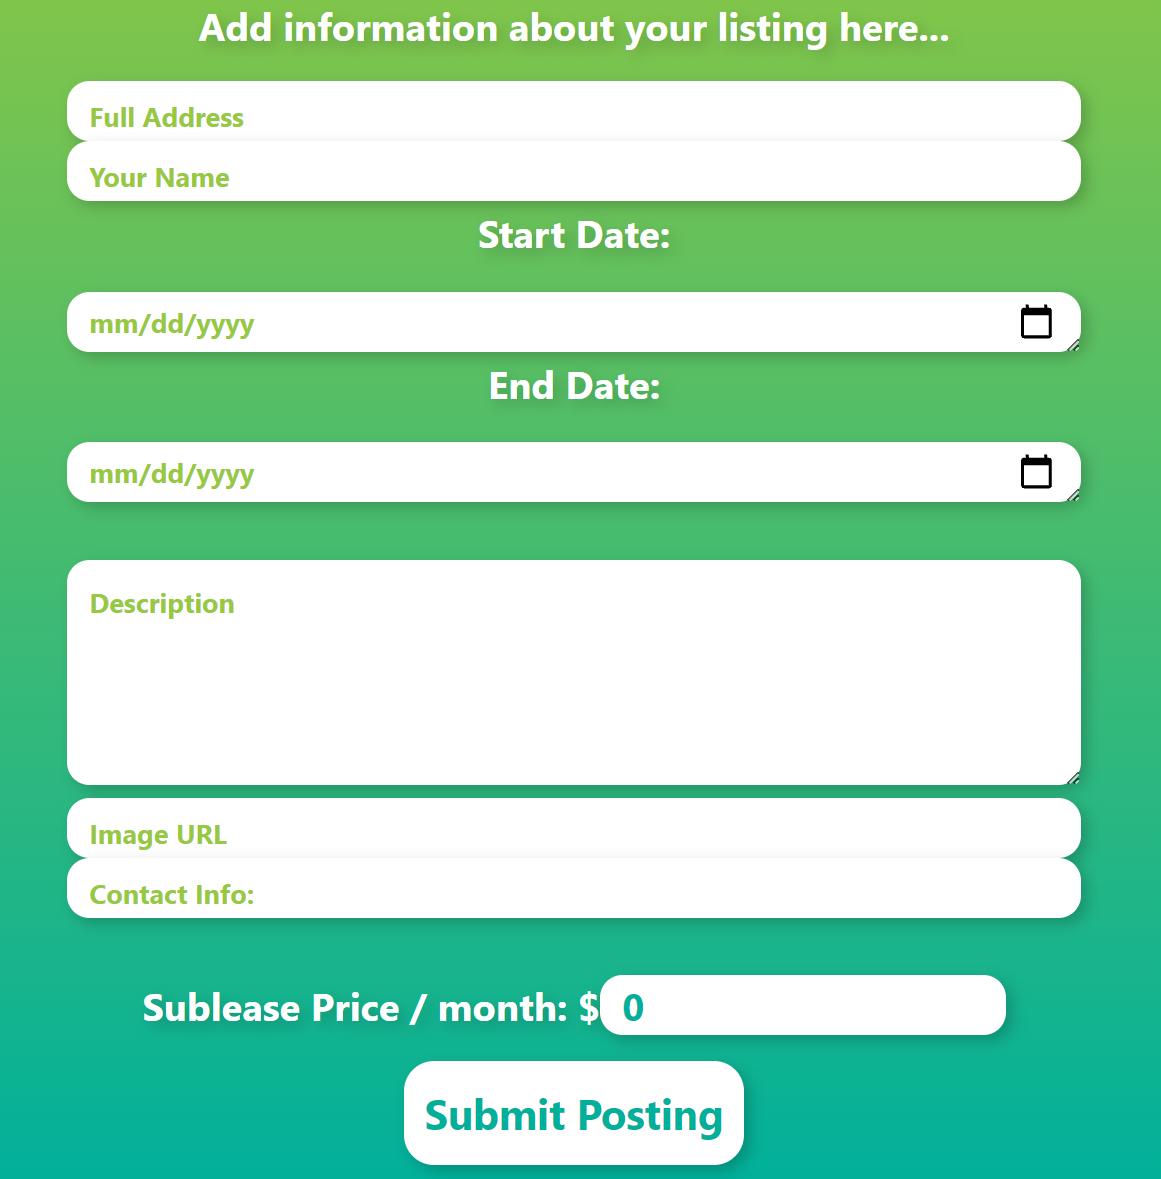 Add information about your listing here...
Full Address
Your Name
Start Date:
mm/dd/yyyy
End Date:
mm/dd/yyyy
Description
Image URL
Contact Info:
Sublease Price / month: $ 0
Submit Posting